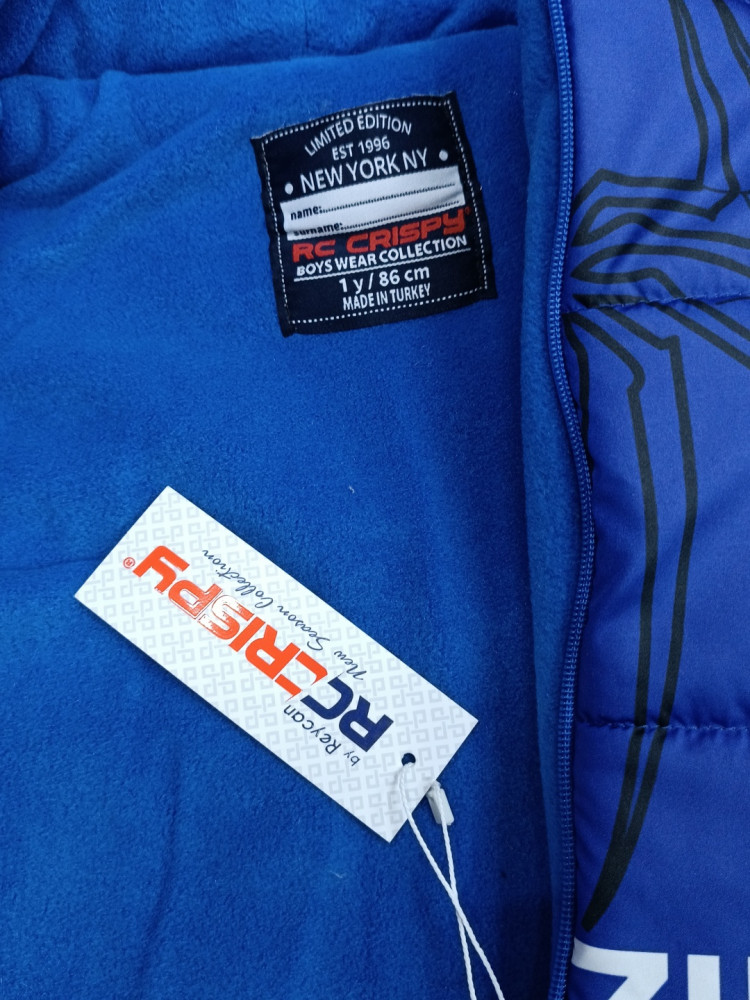 LIMITED EDITION
EST 1996
• NEW YORK NY •
name:
surname:
RC CRISPY®
BOYS WEAR COLLECTION
1 y / 86 cm
MADE IN TURKEY
by Reycan
RC CRISPY®
New Season Collection